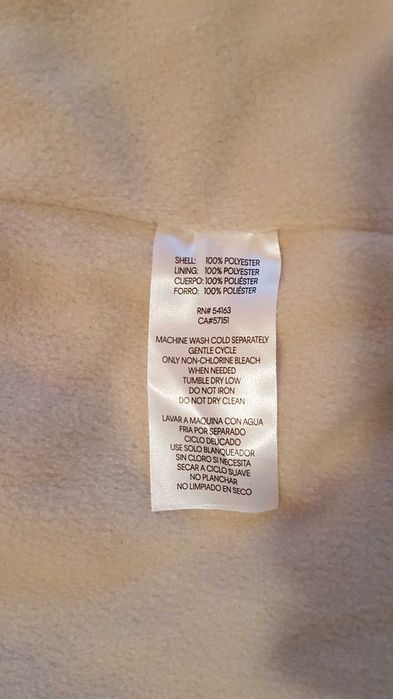 SHELL: 100% POLYESTER
LINING: 100% POLYESTER
CUERPO: 100% POLIÉSTER
FORRO: 100% POLIÉSTER
RN# 54163
CA#57151
MACHINE WASH COLD SEPARATELY
GENTLE CYCLE
ONLY NON-CHLORINE BLEACH
WHEN NEEDED
TUMBLE DRY LOW
DO NOT IRON
DO NOT DRY CLEAN
LAVAR A MAQUINA CON AGUA
FRIA POR SEPARADO
CICLO DELICADO
USE SOLO BLANQUEADOR
SIN CLORO SI NECESITA
SECAR A CICLO SUAVE
NO PLANCHAR
NO LIMPIADO EN SECO